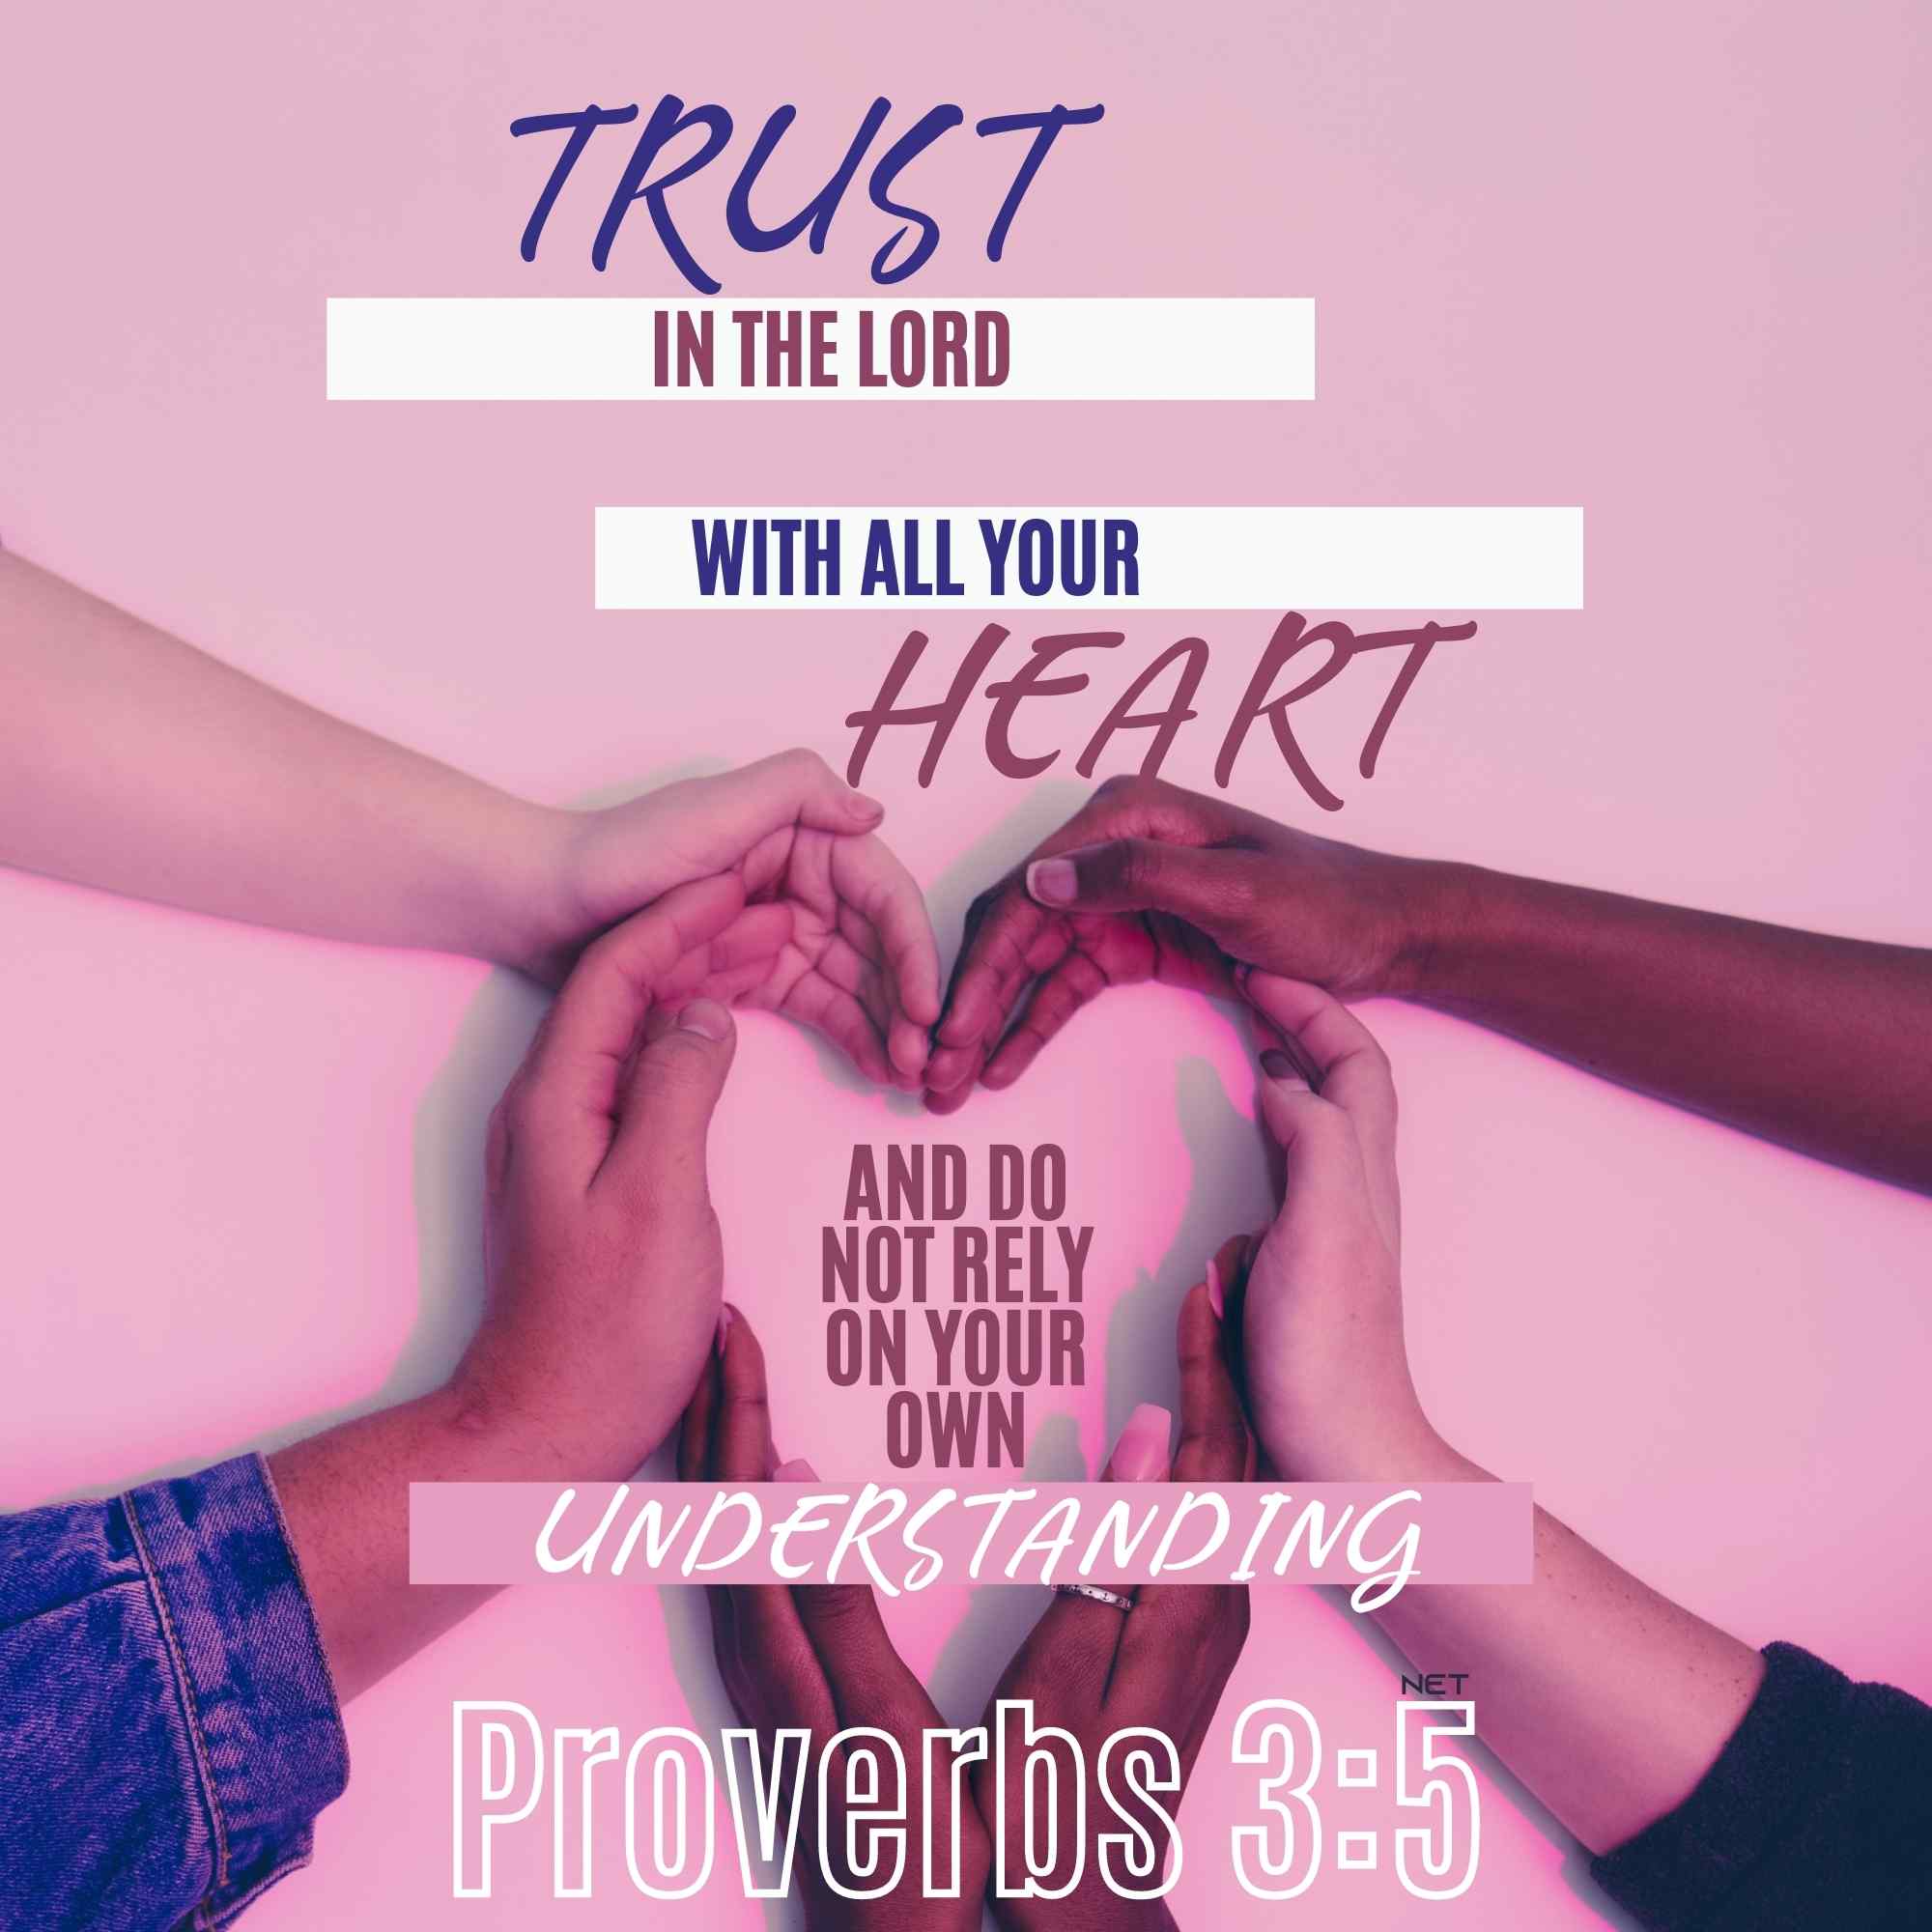 TRUST
IN THE LORD
WITH ALL YOUR
HEART
AND DO
NOT RELY
ON YOUR
OWN
UNDERSTANDING
NET
Proverbs 3:5